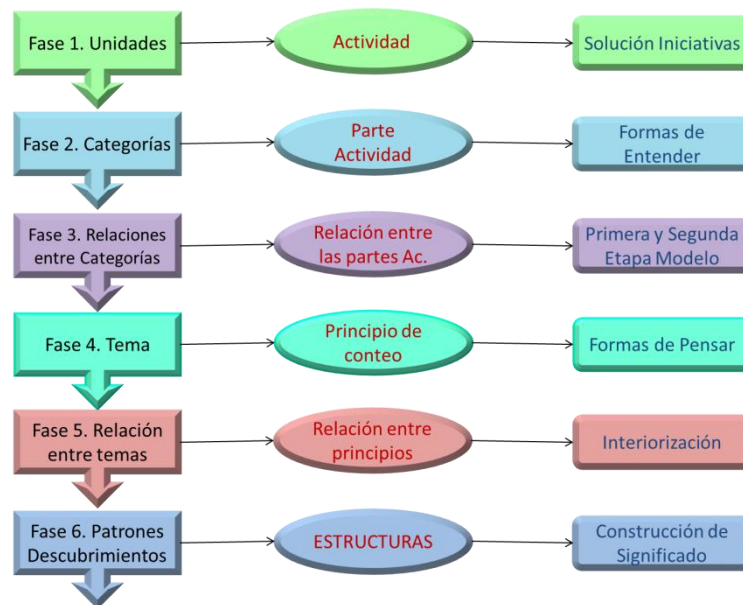 Fase 1. Unidades
Actividad
Solución Iniciativas
Fase 2. Categorías
Parte
Actividad
Formas de
Entender
Fase 3. Relaciones
entre Categorías
Relación entre
las partes Ac.
Primera y Segunda
Etapa Modelo
Fase 4. Tema
Principio de
conteo
Formas de Pensar
Fase 5. Relación
entre temas
Relación entre
principios
Interiorización
Fase 6. Patrones
Descubrimientos
ESTRUCTURAS
Construcción de
Significado